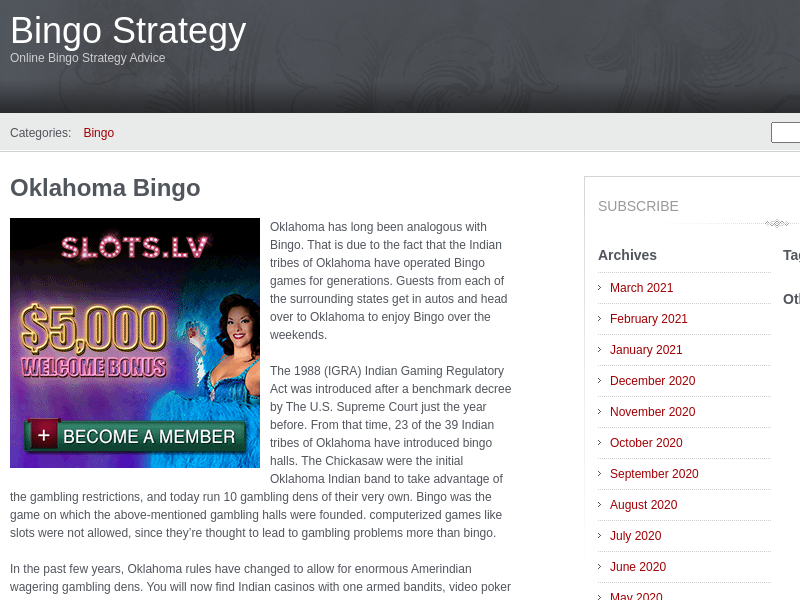 Bingo Strategy
Online Bingo Strategy Advice
Categories: Bingo
Oklahoma Bingo
SLOTS.LV
$5,000
WELCOME BONUS
+ BECOME A MEMBER
Oklahoma has long been analogous with
Bingo. That is due to the fact that the Indian
tribes of Oklahoma have operated Bingo
games for generations. Guests from each of
the surrounding states get in autos and head
over to Oklahoma to enjoy Bingo over the
weekends.
The 1988 (IGRA) Indian Gaming Regulatory
Act was introduced after a benchmark decree
by The U.S. Supreme Court just the year
before. From that time, 23 of the 39 Indian
tribes of Oklahoma have introduced bingo
halls. The Chickasaw were the initial
Oklahoma Indian band to take advantage of
the gambling restrictions, and today run 10 gambling dens of their very own. Bingo was the
game on which the above-mentioned gambling halls were founded. computerized games like
slots were not allowed, since they’re thought to lead to gambling problems more than bingo.
In the past few years, Oklahoma rules have changed to allow for enormous Amerindian
wagering gambling dens. You will now find Indian casinos with one armed bandits, video poker
SUBSCRIBE
Archives
March 2021
February 2021
January 2021
December 2020
November 2020
October 2020
September 2020
August 2020
July 2020
June 2020
May 2020